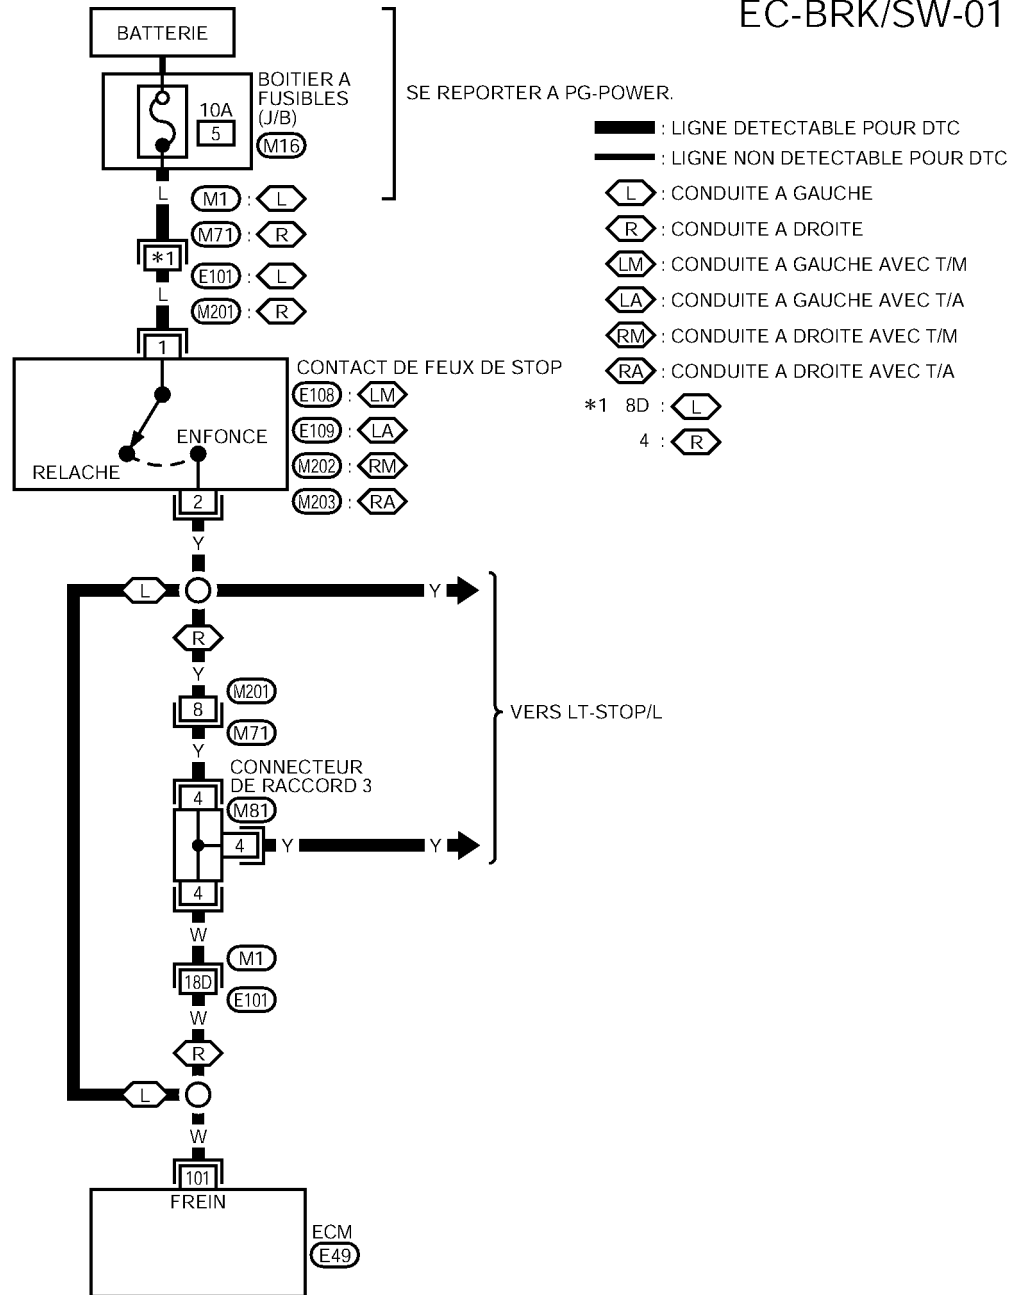 EC-BRK/SW-01
BATTERIE
BOITIER A
FUSIBLES
(J/B)
M16
10A
5
SE REPORTER A PG-POWER.
: LIGNE DETECTABLE POUR DTC
: LIGNE NON DETECTABLE POUR DTC
L : CONDUITE A GAUCHE
R : CONDUITE A DROITE
LM : CONDUITE A GAUCHE AVEC T/M
LA : CONDUITE A GAUCHE AVEC T/A
RM : CONDUITE A DROITE AVEC T/M
RA : CONDUITE A DROITE AVEC T/A
*1 8D : L
4 : R
L
M1 : L
M71 : R
*1
E101 : L
L
M201 : R
1
CONTACT DE FEUX DE STOP
E108 : LM
E109 : LA
M202 : RM
M203 : RA
ENFONCE
RELACHE
2
Y
L
Y
R
Y
M201
8
M71
Y
VERS LT-STOP/L
CONNECTEUR
DE RACCORD 3
4
M81
4 Y Y
4
W
M1
18D
E101
W
R
L
W
101
FREIN
ECM
E49